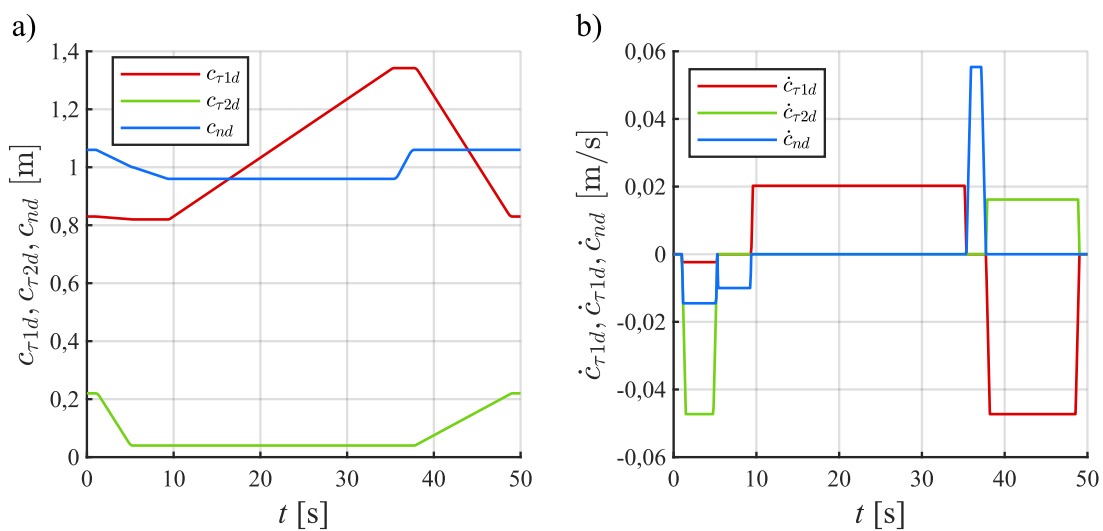 a)
c_{τ1d}, c_{τ2d}, c_{nd} [m]
1,4
1,2
1
0,8
0,6
0,4
0,2
0
c_{τ1d}
c_{τ2d}
c_{nd}
0 10 20 30 40 50
t [s]
b)
ċ_{τ1d}, ċ_{τ1d}, ċ_{nd} [m/s]
0,06
0,04
0,02
0
-0,02
-0,04
-0,06
ċ_{τ1d}
ċ_{τ2d}
ċ_{nd}
0 10 20 30 40 50
t [s]